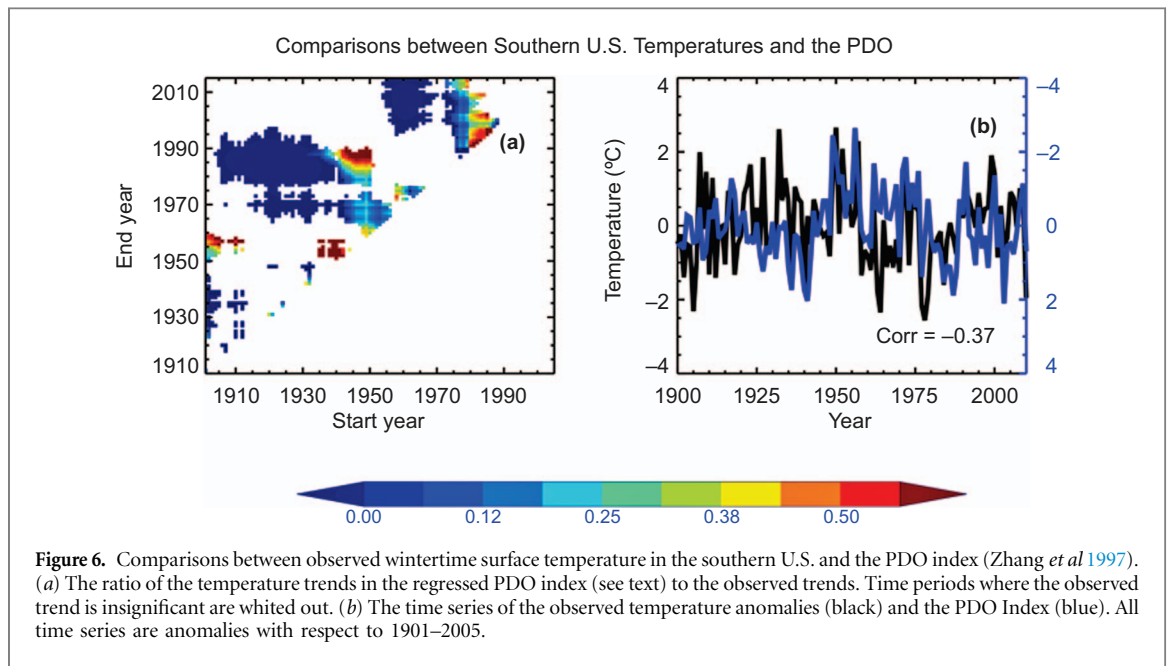 Comparisons between Southern U.S. Temperatures and the PDO
2010
1990
1970
1950
1930
1910
End year
(a)
1910 1930 1950 1970 1990
Start year
4
2
0
−2
−4
Temperature (ºC)
(b)
Corr = −0.37
−4
−2
0
2
4
1900 1925 1950 1975 2000
Year
0.00 0.12 0.25 0.38 0.50
Figure 6. Comparisons between observed wintertime surface temperature in the southern U.S. and the PDO index (Zhang et al 1997).
(a) The ratio of the temperature trends in the regressed PDO index (see text) to the observed trends. Time periods where the observed
trend is insignificant are whited out. (b) The time series of the observed temperature anomalies (black) and the PDO Index (blue). All
time series are anomalies with respect to 1901–2005.